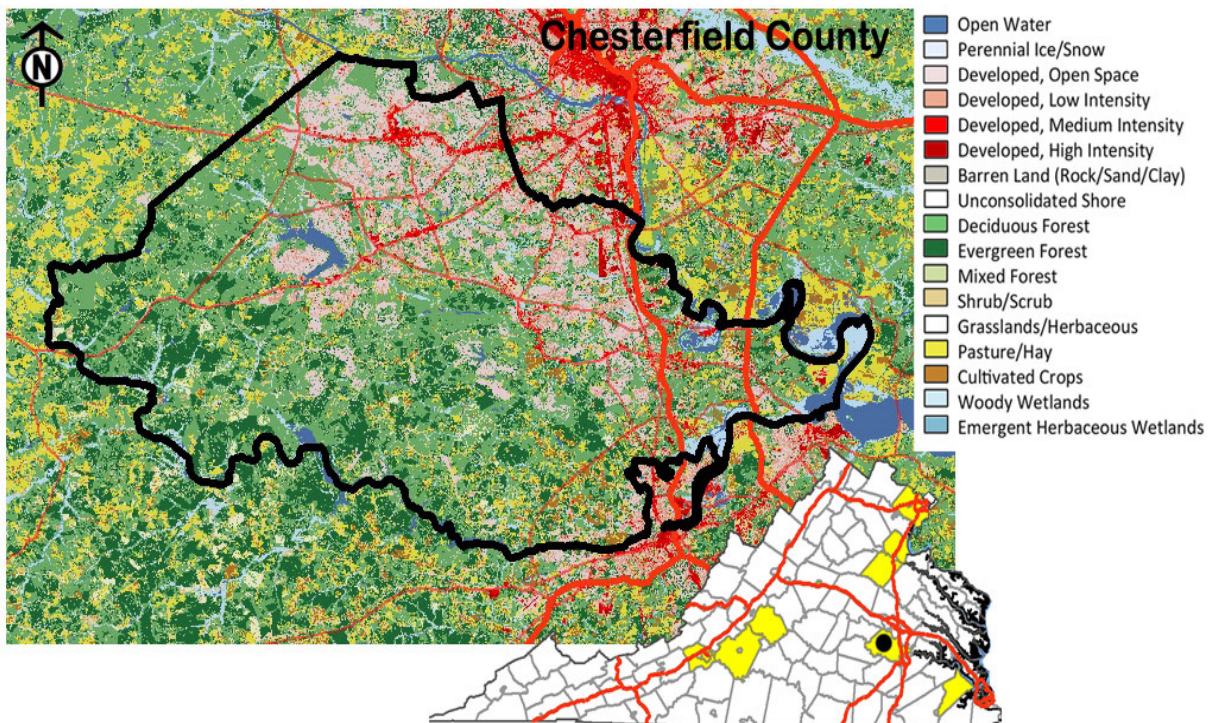 Chesterfield County
N
Open Water
Perennial Ice/Snow
Developed, Open Space
Developed, Low Intensity
Developed, Medium Intensity
Developed, High Intensity
Barren Land (Rock/Sand/Clay)
Unconsolidated Shore
Deciduous Forest
Evergreen Forest
Mixed Forest
Shrub/Scrub
Grasslands/Herbaceous
Pasture/Hay
Cultivated Crops
Woody Wetlands
Emergent Herbaceous Wetlands